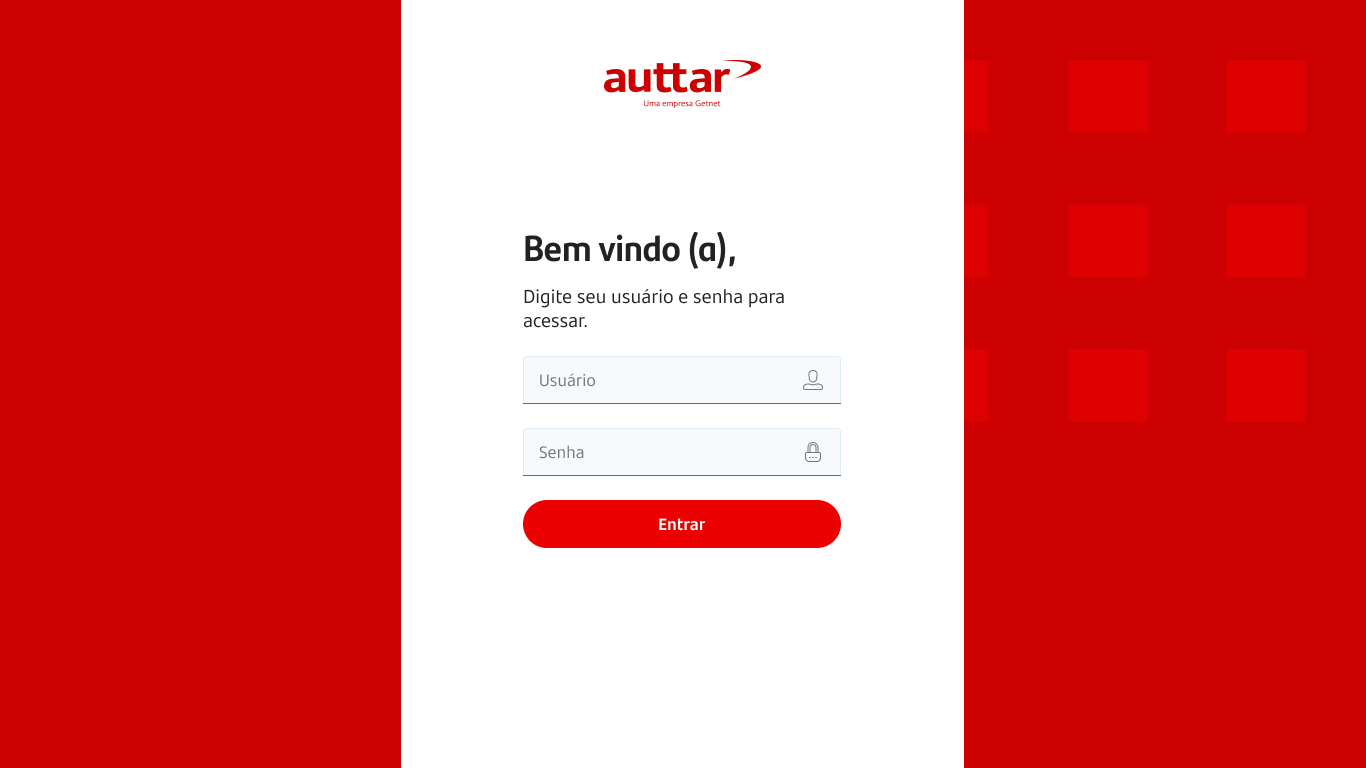 auttar
Uma empresa Getnet
Bem vindo (a),
Digite seu usuário e senha para
acessar.
Usuário
Senha
Entrar